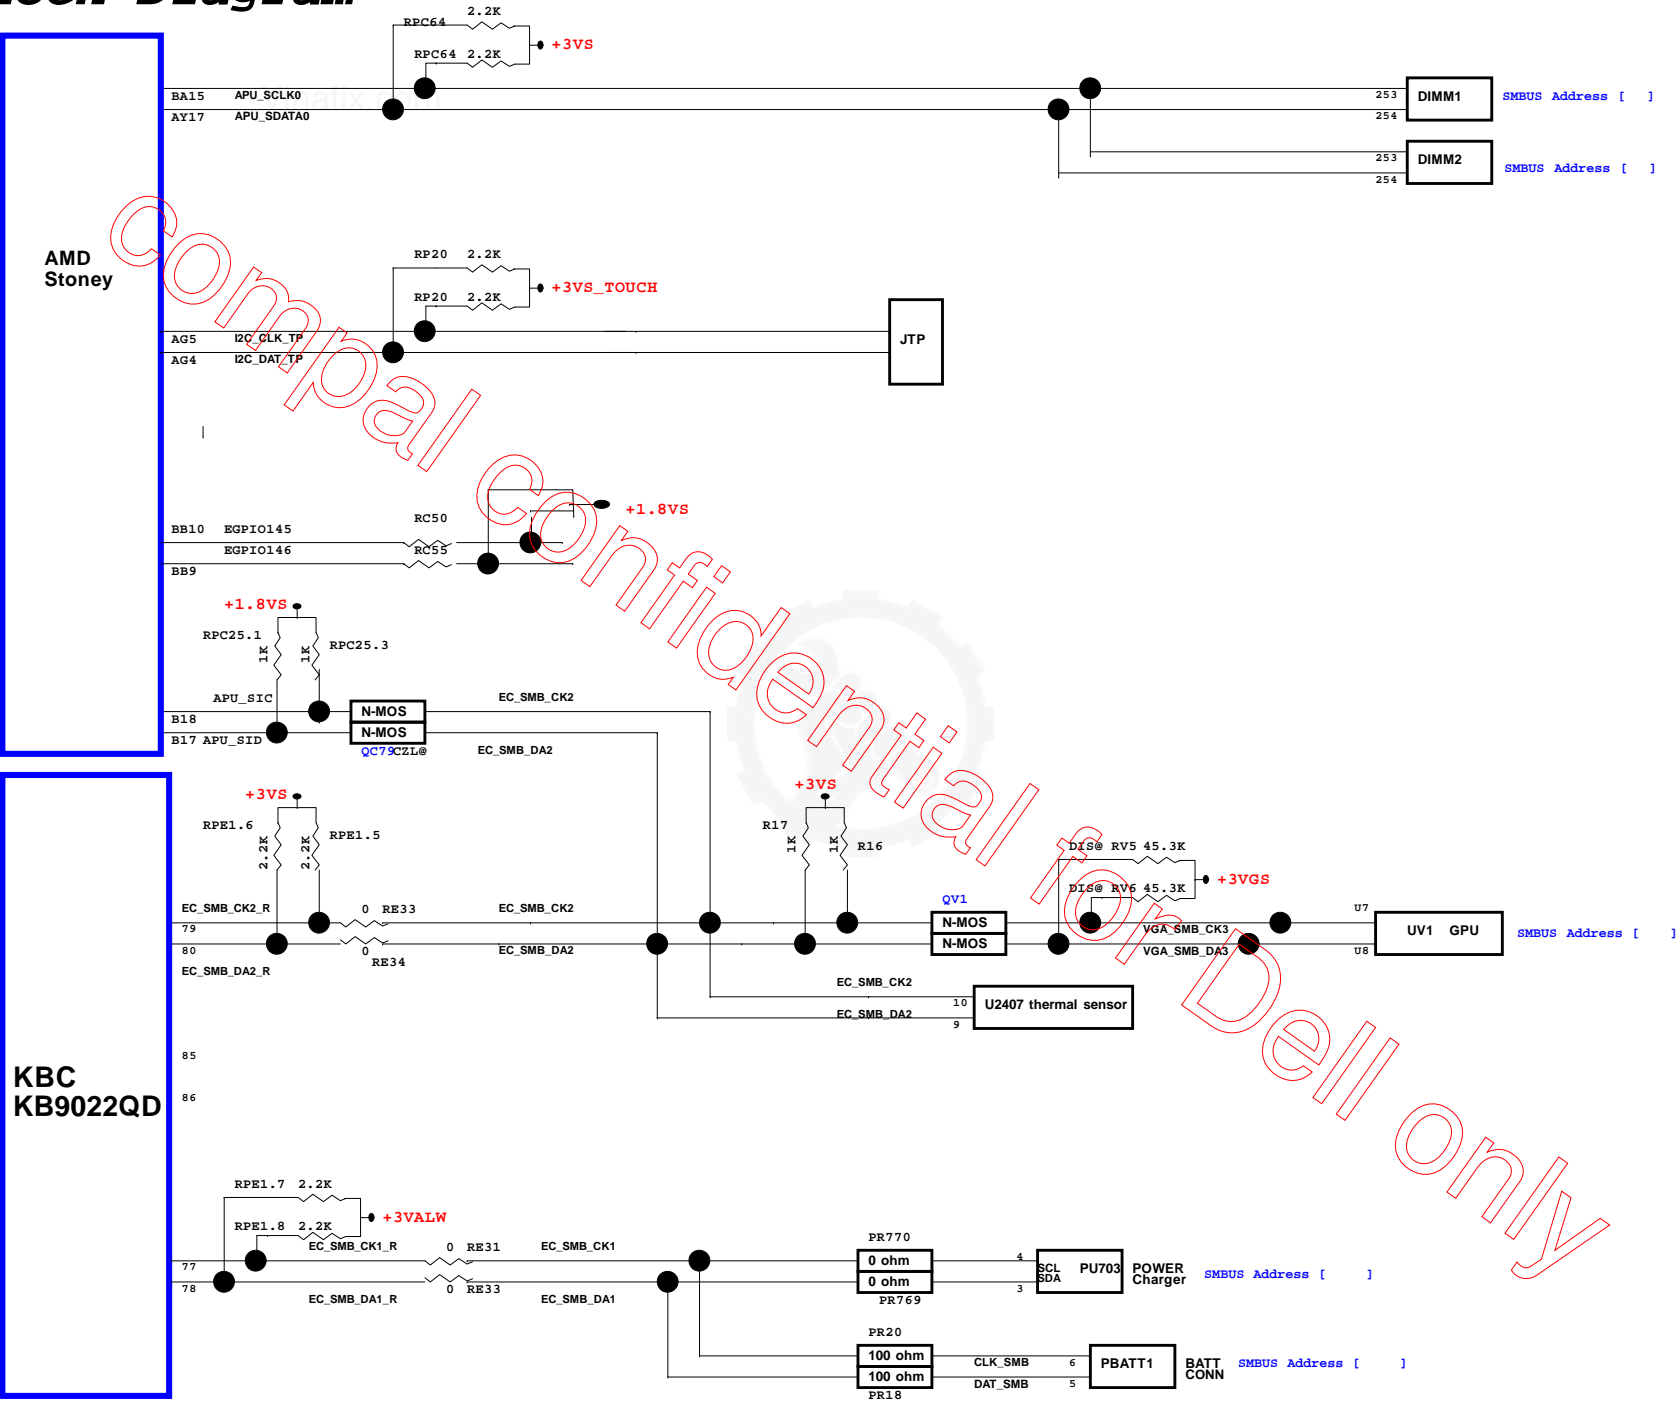 Diagram
RPC64 2.2K
RPC64 2.2K
+3VS
BA15 APU_SCLK0
AY17 APU_SDATA0
253 DIMM1 SMBUS Address [ ]
254
253 DIMM2 SMBUS Address [ ]
254
AMD
Stoney
RP20 2.2K
RP20 2.2K
+3VS_TOUCH
AG5 I2C_CLK_TP
AG4 I2C_DAT_TP
JTP
+1.8VS
BB10 EGPIO145 RC50
EGPIO146 RC55
BB9
+1.8VS
RPC25.1 1K
1K RPC25.3
APU_SIC
B18
B17 APU_SID
N-MOS
N-MOS
QC79 CZL@
EC_SMB_CK2
EC_SMB_DA2
compal confidential for Dell only
KBC
KB9022QD
+3VS
RPE1.6 2.2K
2.2K RPE1.5
EC_SMB_CK2_R
79
80
EC_SMB_DA2_R
0 RE33
0
RE34
EC_SMB_CK2
EC_SMB_DA2
+3VS
R17 1K
1K R16
QV1
N-MOS
N-MOS
DIS@ RV5 45.3K
DIS@ RV6 45.3K
+3VGS
VGA_SMB_CK3
VGA_SMB_DA3
U7
U8
UV1 GPU SMBUS Address [ ]
EC_SMB_CK2
EC_SMB_DA2
10
9
U2407 thermal sensor
85
86
RPE1.7 2.2K
RPE1.8 2.2K
+3VALW
77
78
EC_SMB_CK1_R
EC_SMB_DA1_R
0 RE31
0 RE33
EC_SMB_CK1
EC_SMB_DA1
PR770
0 ohm
0 ohm
PR769
4
3
SCL
SDA
PU703
POWER
Charger
SMBUS Address [ ]
PR20
100 ohm
100 ohm
PR18
CLK_SMB 6
DAT_SMB 5
PBATT1
BATT
CONN
SMBUS Address [ ]